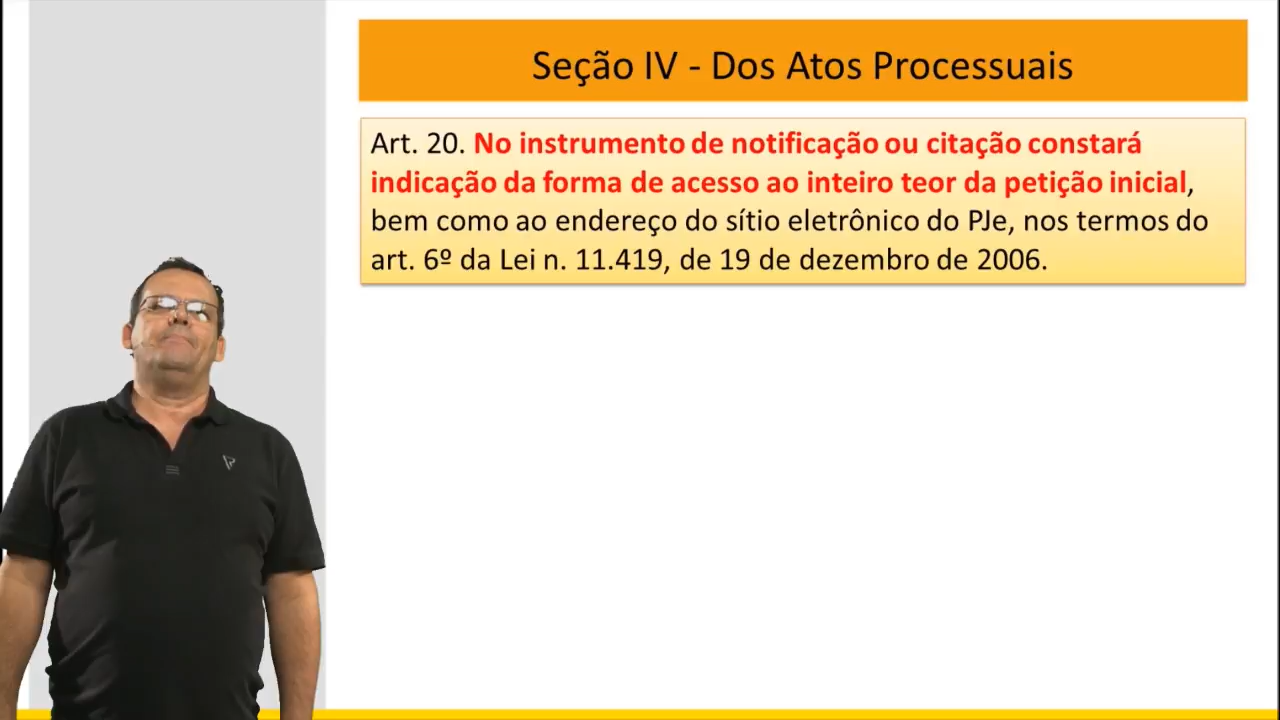 Seção IV - Dos Atos Processuais
Art. 20. No instrumento de notificação ou citação constará
indicação da forma de acesso ao inteiro teor da petição inicial,
bem como ao endereço do sítio eletrônico do PJe, nos termos do
art. 6º da Lei n. 11.419, de 19 de dezembro de 2006.